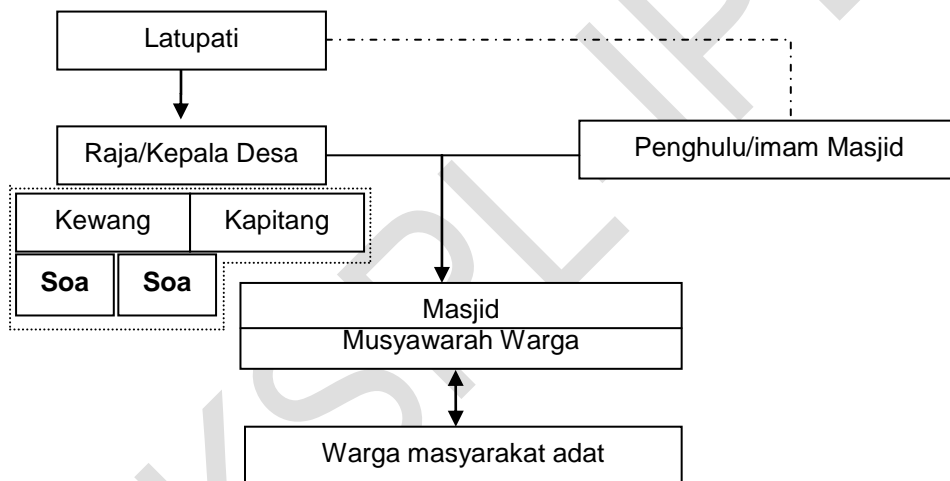 Latupati
Raja/Kepala Desa
Penghulu/imam Masjid
Kewang
Kapitang
Soa
Soa
Masjid
Musyawarah Warga
Warga masyarakat adat